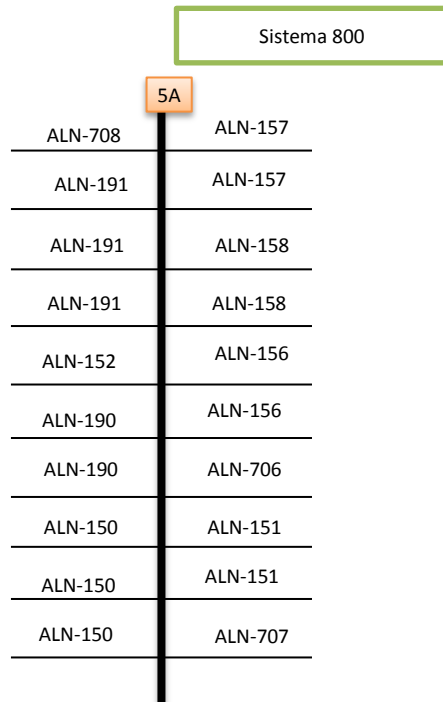 Sistema 800
5A
ALN-708 ALN-157
ALN-191 ALN-157
ALN-191 ALN-158
ALN-191 ALN-158
ALN-152 ALN-156
ALN-190 ALN-156
ALN-190 ALN-706
ALN-150 ALN-151
ALN-150 ALN-151
ALN-150 ALN-707